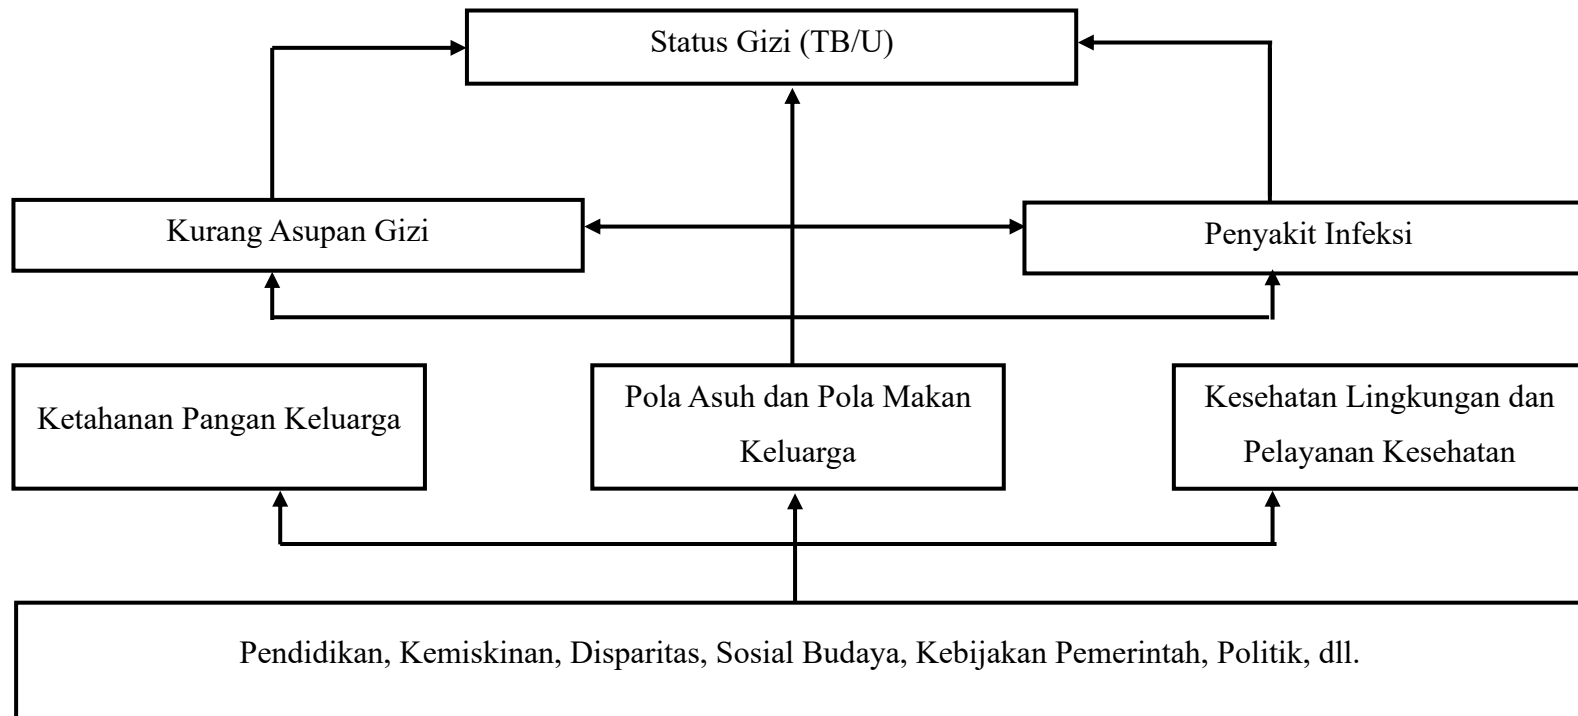 Status Gizi (TB/U)
Kurang Asupan Gizi
Penyakit Infeksi
Ketahanan Pangan Keluarga
Pola Asuh dan Pola Makan
Keluarga
Kesehatan Lingkungan dan
Pelayanan Kesehatan
Pendidikan, Kemiskinan, Disparitas, Sosial Budaya, Kebijakan Pemerintah, Politik, dll.